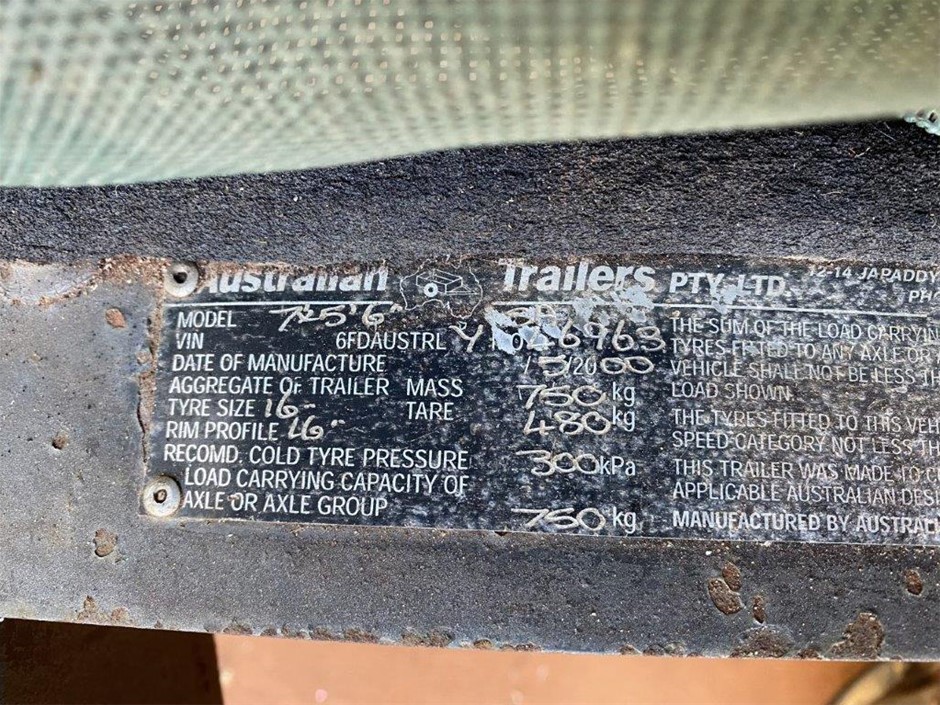 Australian Trailers PTY. LTD. 12-14 JAPADDY
PH
MODEL
VIN 6FDAUSTRL
DATE OF MANUFACTURE /5/2000
AGGREGATE OF TRAILER MASS 750 kg
TARE 480 kg
TYRE SIZE 16
RIM PROFILE 16"
RECOMD. COLD TYRE PRESSURE 300 kPa
LOAD CARRYING CAPACITY OF
AXLE OR AXLE GROUP 750 kg
THE SUM OF THE LOAD CARRYIN
TYRES FITTED TO ANY AXLE OR
VEHICLE SHALL NOT BE LESS TH
LOAD SHOWN.
THE TYRES FITTED TO THIS VEH
SPEED CATEGORY NOT LESS TH
THIS TRAILER WAS MADE TO C
APPLICABLE AUSTRALIAN DESI
MANUFACTURED BY AUSTRALI